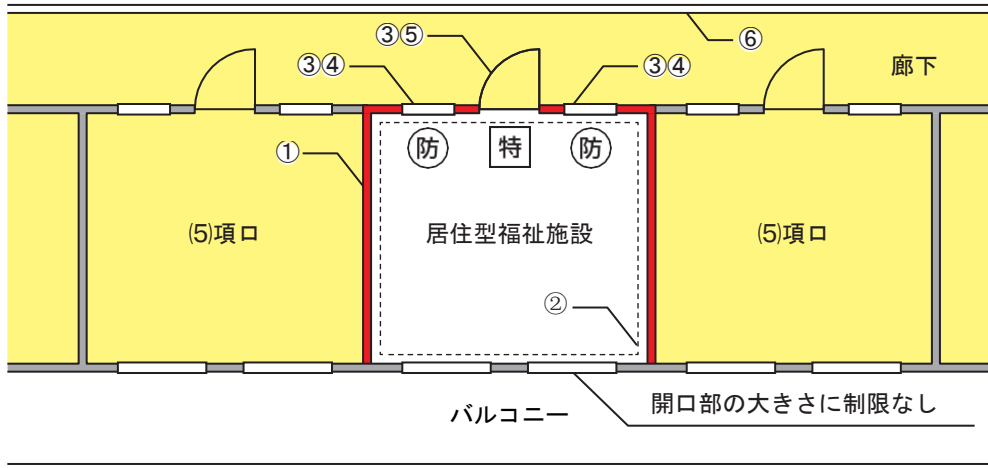 ③⑤
⑥
③④
③④
廊下
防
特
防
①
⑸項ロ
居住型福祉施設
⑸項ロ
②
開口部の大きさに制限なし
バルコニー